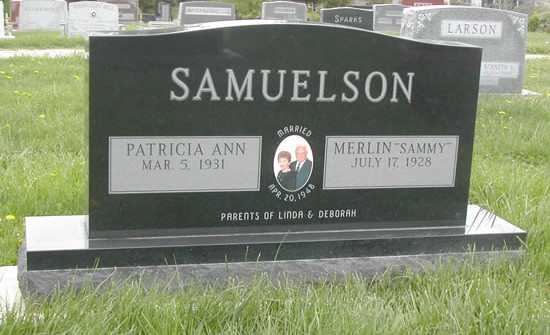 SPARKS
LARSON
SAMUELSON
PATRICIA ANN
MAR. 5, 1931
MARRIED
APR. 20, 1948
MERLIN "SAMMY"
JULY 17, 1928
PARENTS OF LINDA & DEBORAH